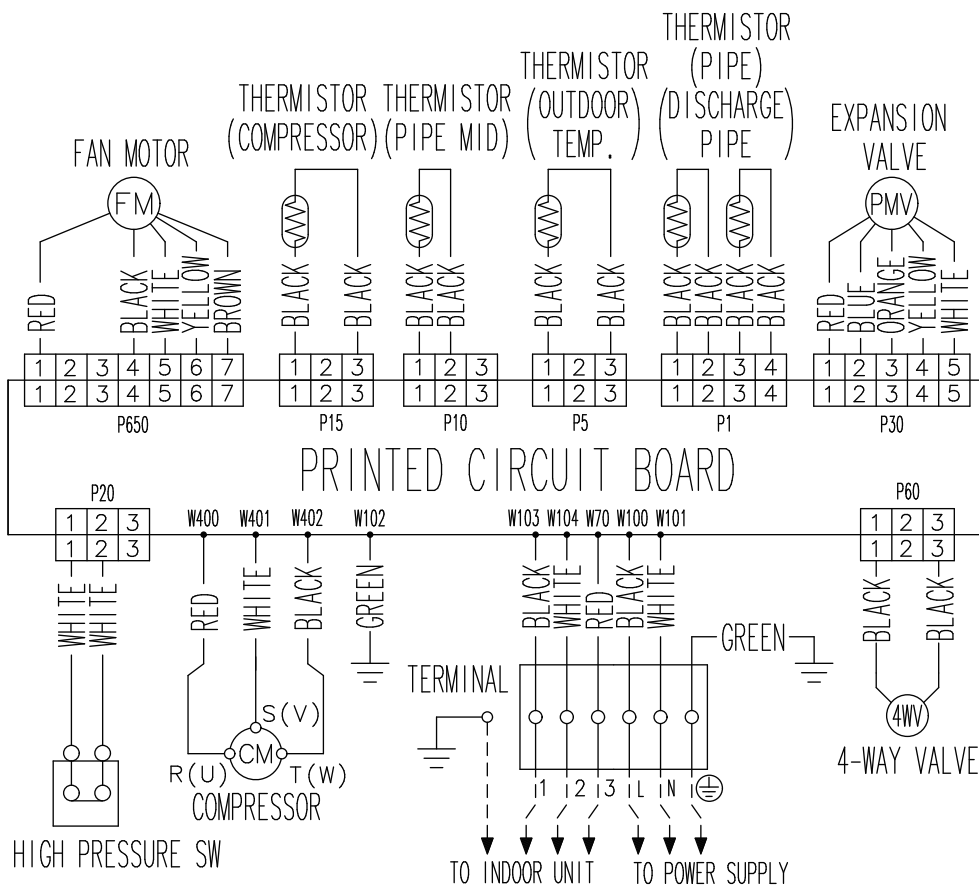 THERMISTOR
(PIPE)
(DISCHARGE)
PIPE
THERMISTOR
(OUTDOOR)
TEMP.
THERMISTOR
(COMPRESSOR)
THERMISTOR
(PIPE MID)
EXPANSION
VALVE
FAN MOTOR
FM
PMV
RED
BLACK
WHITE
YELLOW
BROWN
BLACK
BLACK
BLACK
BLACK
BLACK
BLACK
BLACK
BLACK
BLACK
BLACK
RED
BLUE
ORANGE
YELLOW
WHITE
1 2 3 4 5 6 7
1 2 3
1 2 3
1 2 3
1 2 3 4
1 2 3 4 5
1 2 3 4 5 6 7
1 2 3
1 2 3
1 2 3
1 2 3 4
1 2 3 4 5
P650
P15
P10
P5
P1
P30
PRINTED CIRCUIT BOARD
P20
P60
1 2 3
W400
W401
W402
W102
W103
W104
W70
W100
W101
1 2 3
1 2 3
1 2 3
WHITE
WHITE
RED
WHITE
BLACK
GREEN
BLACK
WHITE
RED
BLACK
WHITE
GREEN
BLACK
BLACK
TERMINAL
S(V)
CM
R(U)
T(W)
COMPRESSOR
4WV
4-WAY VALVE
1 2 3 L N
HIGH PRESSURE SW
TO INDOOR UNIT
TO POWER SUPPLY